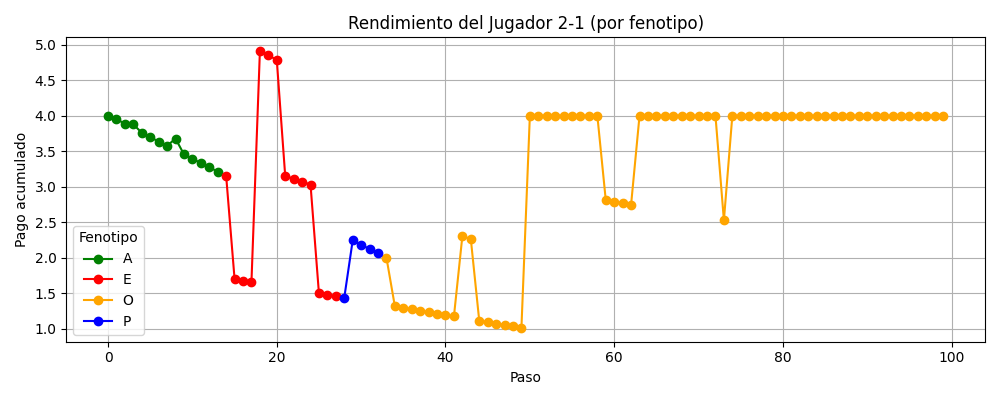 Rendimiento del Jugador 2-1 (por fenotipo)
Pago acumulado
5.0
4.5
4.0
3.5
3.0
2.5
2.0
1.5
1.0
Fenotipo
A
E
O
P
0 20 40 60 80 100
Paso